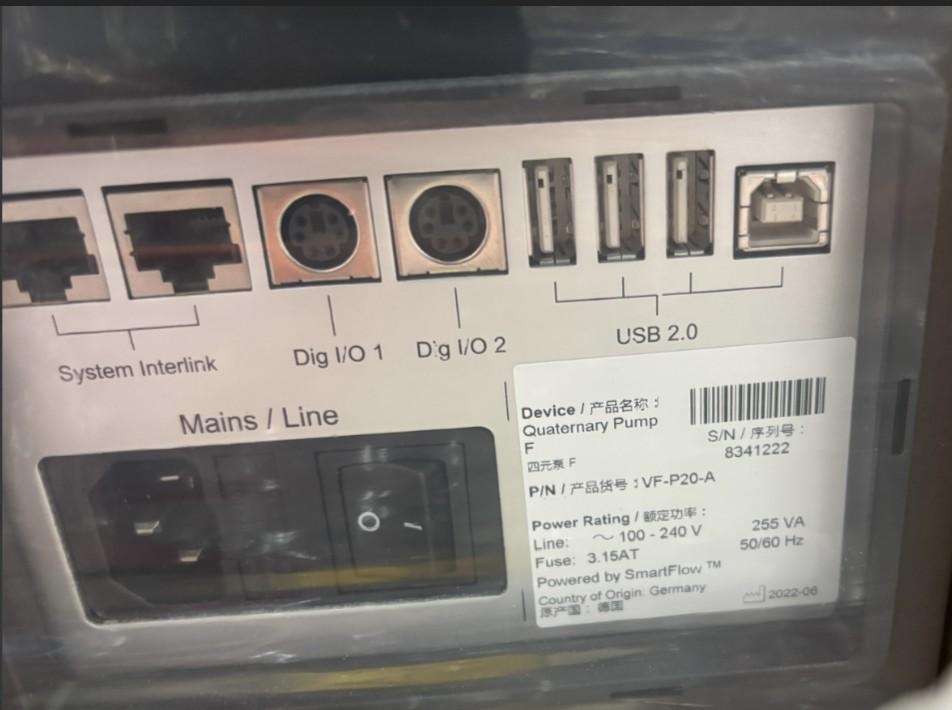 System Interlink
Dig I/O 1
Dig I/O 2
USB 2.0
Mains / Line
Device / 产品名称：
Quaternary Pump
F
四元泵 F
S/N / 序列号：
8341222
P/N / 产品货号：VF-P20-A
Power Rating / 额定功率：
Line: ～ 100 - 240 V 255 VA
Fuse: 3.15AT 50/60 Hz
Powered by SmartFlow ™
Country of Origin: Germany
原产国：德国
2022-06